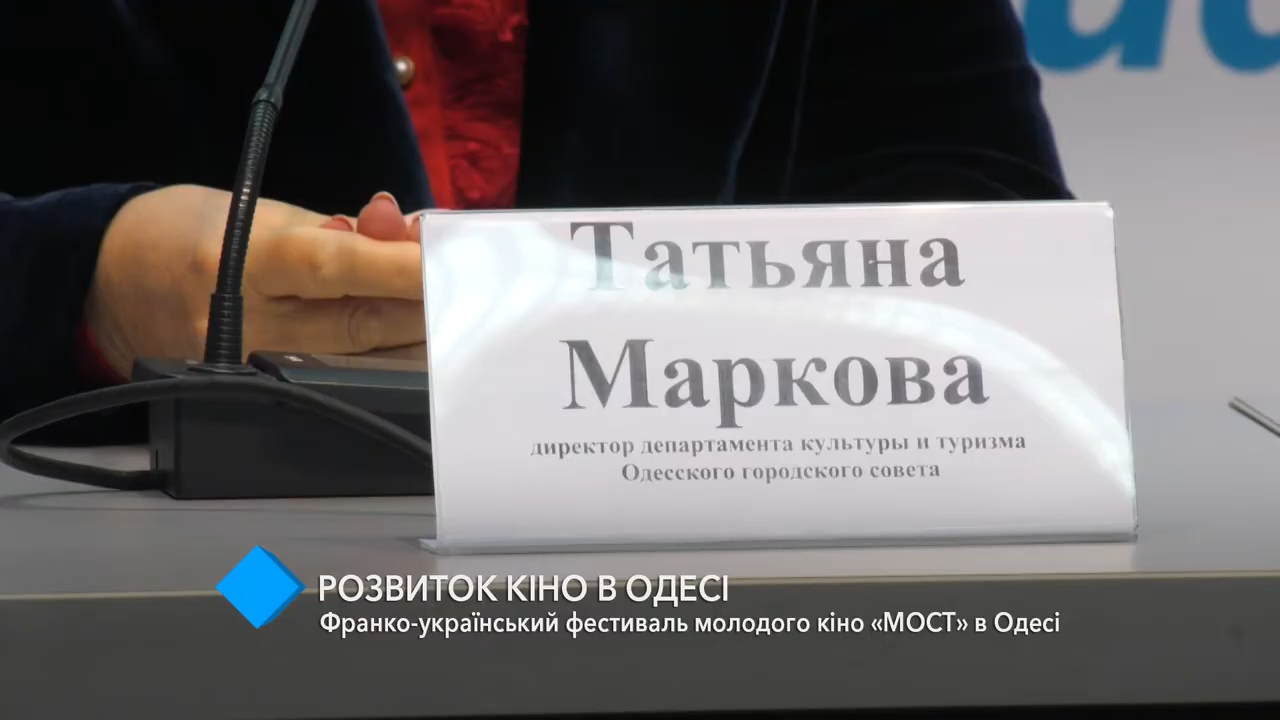 Татьяна
Маркова
директор департамента культуры и туризма
Одесского городского совета
РОЗВИТОК КІНО В ОДЕСІ
Франко-український фестиваль молодого кіно «МОСТ» в Одесі